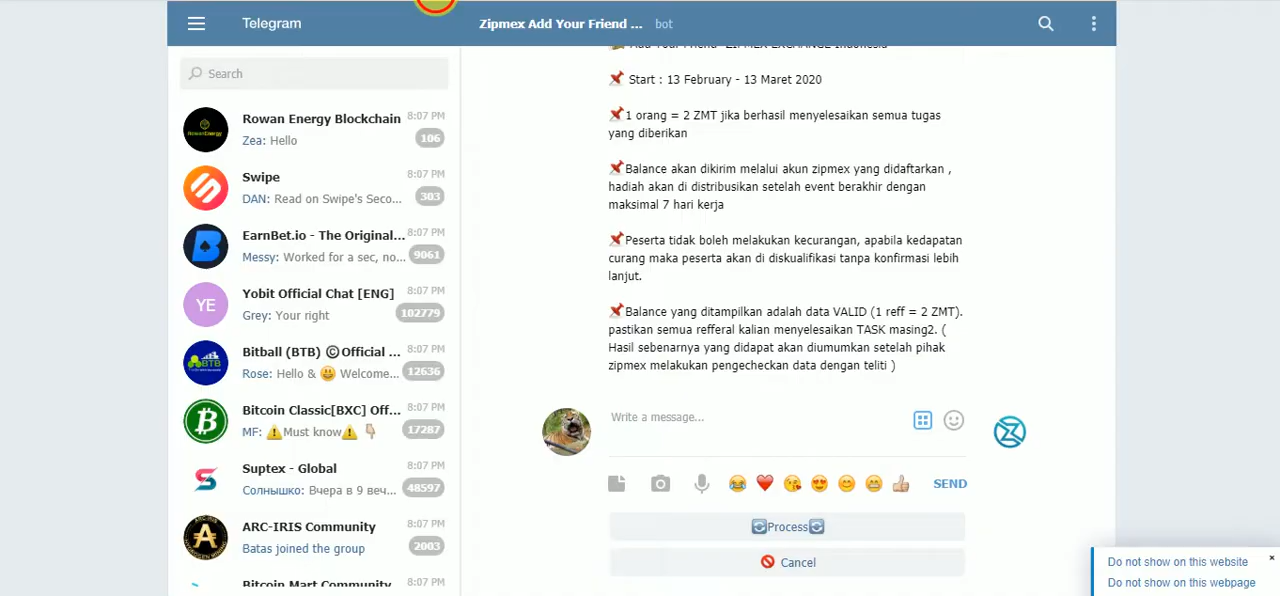 Telegram
Zipmex Add Your Friend ... bot
Search
Rowan Energy Blockchain 8:07 PM
Zea: Hello 106
Swipe 8:07 PM
DAN: Read on Swipe's Seco... 303
EarnBet.io - The Original... 8:07 PM
Messy: Worked for a sec, no... 9061
YE
Yobit Official Chat [ENG] 8:07 PM
Grey: Your right 102779
Bitball (BTB) ©Official ... 8:07 PM
Rose: Hello & 😃 Welcome... 12636
Bitcoin Classic[BXC] Off... 8:07 PM
MF: ⚠️Must know⚠️ 👇🏼 17287
Suptex - Global 8:07 PM
Солнышко: Вчера в 9 веч... 48597
ARC-IRIS Community 8:07 PM
Batas joined the group 2003
Bitcoin Mart Community 8:07 PM
Add Your Friend ZIPMEX EXCHANGE Indonesia
📌 Start : 13 February - 13 Maret 2020
📌1 orang = 2 ZMT jika berhasil menyelesaikan semua tugas
yang diberikan
📌Balance akan dikirim melalui akun zipmex yang didaftarkan ,
hadiah akan di distribusikan setelah event berakhir dengan
maksimal 7 hari kerja
📌Peserta tidak boleh melakukan kecurangan, apabila kedapatan
curang maka peserta akan di diskualifikasi tanpa konfirmasi lebih
lanjut.
📌Balance yang ditampilkan adalah data VALID (1 reff = 2 ZMT).
pastikan semua refferal kalian menyelesaikan TASK masing2. (
Hasil sebenarnya yang didapat akan diumumkan setelah pihak
zipmex melakukan pengecheckan data dengan teliti )
Write a message...
SEND
🔄Process🔄
🚫 Cancel
Do not show on this website
Do not show on this webpage